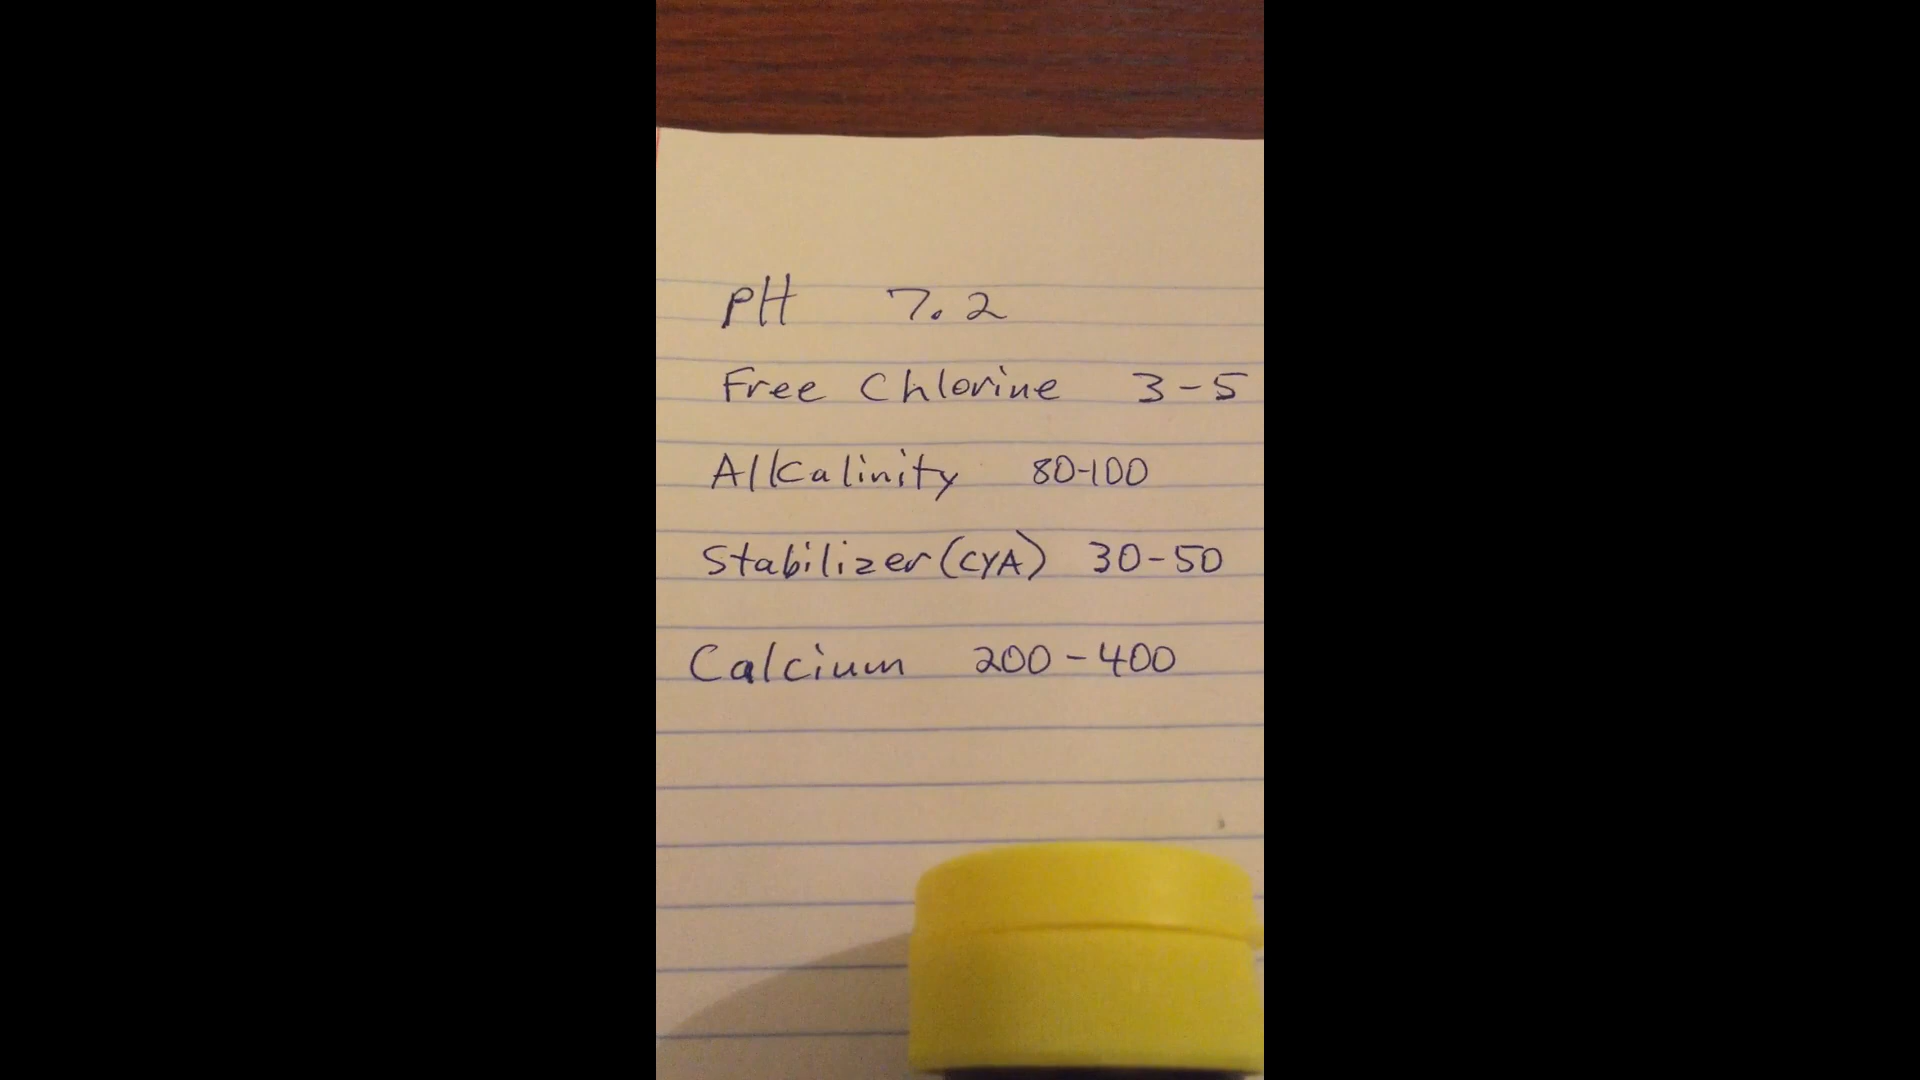 pH 7.2
Free Chlorine 3-5
Alkalinity 80-100
Stabilizer (CYA) 30-50
Calcium 200-400